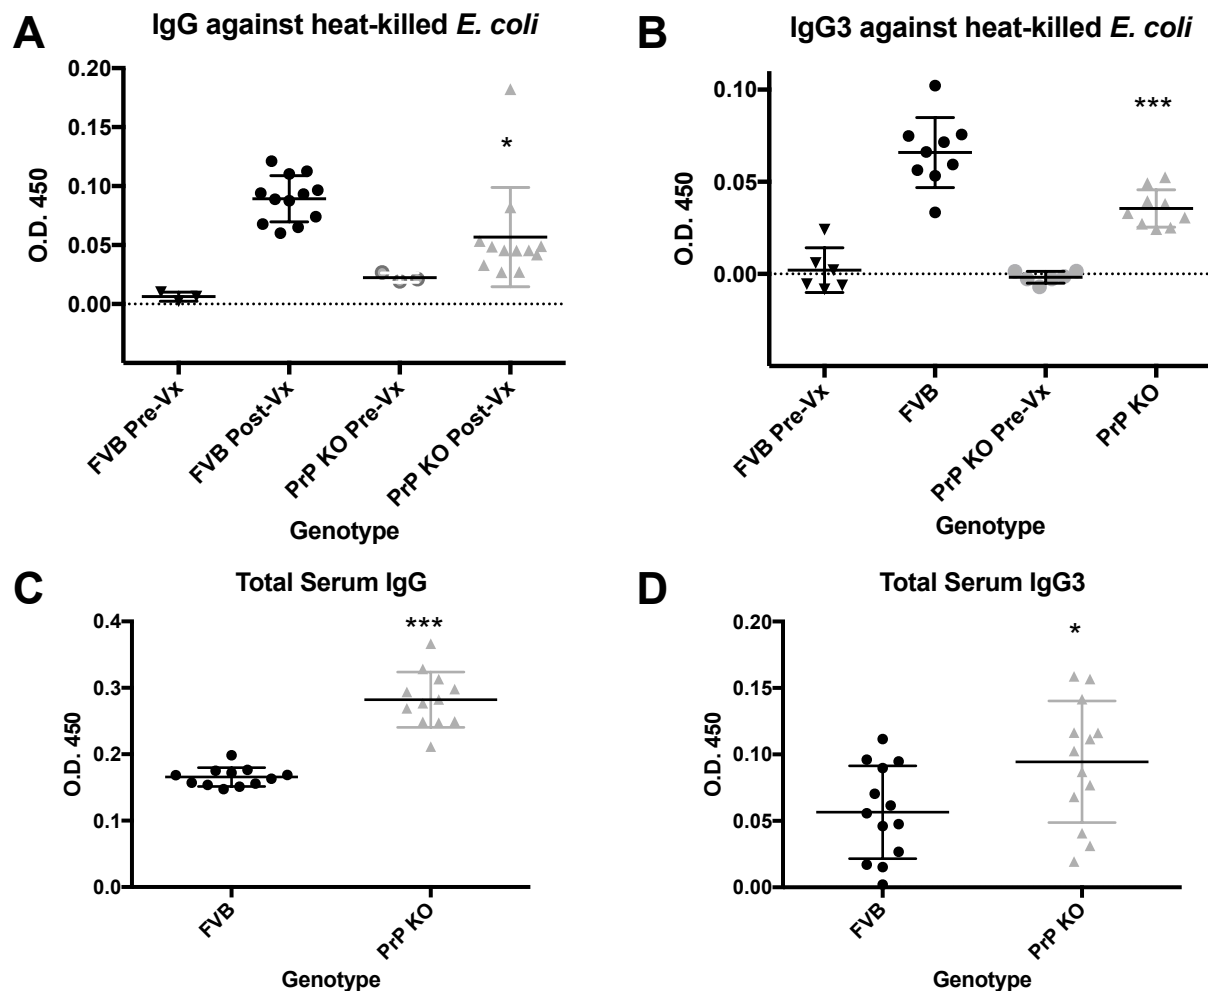 A
IgG against heat-killed E. coli
0.20
0.15
0.10
0.05
0.00
O.D. 450
*
FVB Pre-Vx
FVB Post-Vx
PrP KO Pre-Vx
PrP KO Post-Vx
Genotype
B
IgG3 against heat-killed E. coli
0.10
0.05
0.00
O.D. 450
***
FVB Pre-Vx
FVB
PrP KO Pre-Vx
PrP KO
Genotype
C
Total Serum IgG
0.4
0.3
0.2
0.1
0.0
O.D. 450
***
FVB
PrP KO
Genotype
D
Total Serum IgG3
0.20
0.15
0.10
0.05
0.00
O.D. 450
*
FVB
PrP KO
Genotype